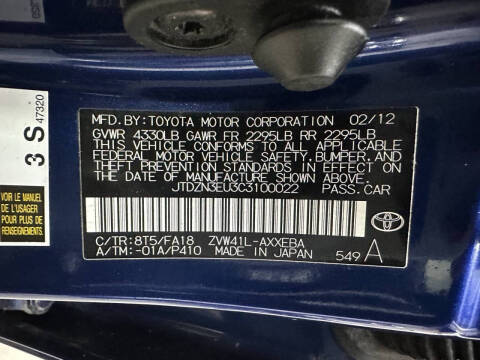 MFD. BY: TOYOTA MOTOR CORPORATION 02/12
GVWR 4330LB GAWR FR 2295LB RR 2295LB
THIS VEHICLE CONFORMS TO ALL APPLICABLE
FEDERAL MOTOR VEHICLE SAFETY, BUMPER, AND
THEFT PREVENTION STANDARDS IN EFFECT ON
THE DATE OF MANUFACTURE SHOWN ABOVE.
JTDZN3EU3C3100022 PASS.CAR
C/TR: 8T5/FA18 ZVW41L-AXXEBA
A/TM: -01A/P410 MADE IN JAPAN 549 A
3 S 47320
VOIR LE MANUEL
DE L'USAGER
POUR PLUS